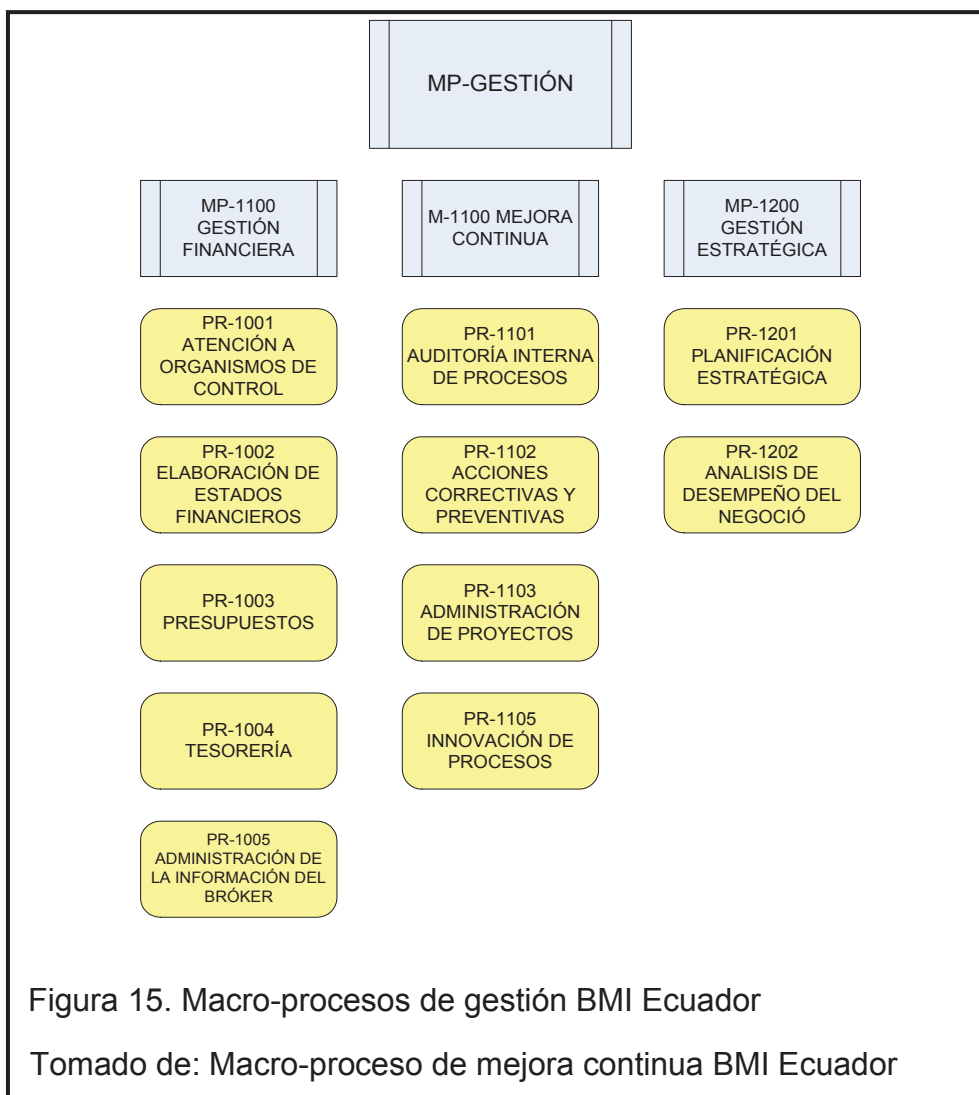 MP-GESTIÓN
MP-1100
GESTIÓN
FINANCIERA
M-1100 MEJORA
CONTINUA
MP-1200
GESTIÓN
ESTRATÉGICA
PR-1001
ATENCIÓN A
ORGANISMOS DE
CONTROL
PR-1101
AUDITORÍA INTERNA
DE PROCESOS
PR-1201
PLANIFICACIÓN
ESTRATÉGICA
PR-1002
ELABORACIÓN DE
ESTADOS
FINANCIEROS
PR-1102
ACCIONES
CORRECTIVAS Y
PREVENTIVAS
PR-1202
ANALISIS DE
DESEMPEÑO DEL
NEGOCIÓ
PR-1003
PRESUPUESTOS
PR-1103
ADMINISTRACIÓN
DE PROYECTOS
PR-1004
TESORERÍA
PR-1105
INNOVACIÓN DE
PROCESOS
PR-1005
ADMINISTRACIÓN DE
LA INFORMACIÓN DEL
BRÓKER
Figura 15. Macro-procesos de gestión BMI Ecuador
Tomado de: Macro-proceso de mejora continua BMI Ecuador